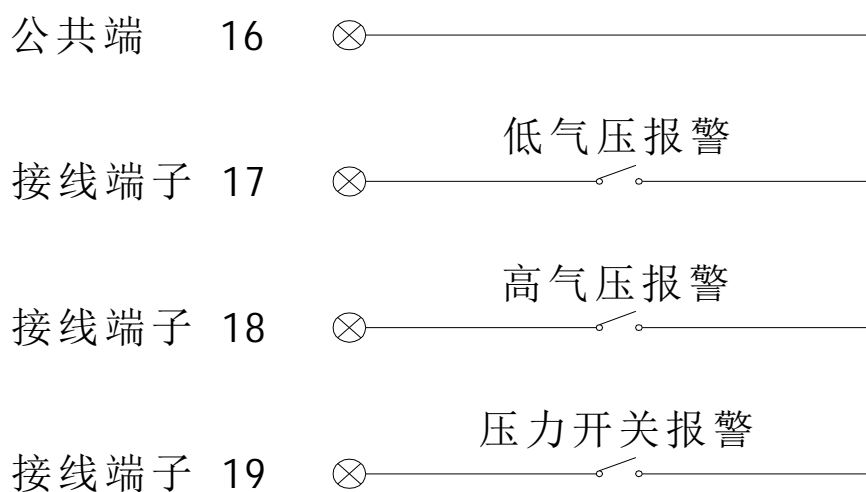 公共端 16
低气压报警
接线端子 17
高气压报警
接线端子 18
压力开关报警
接线端子 19